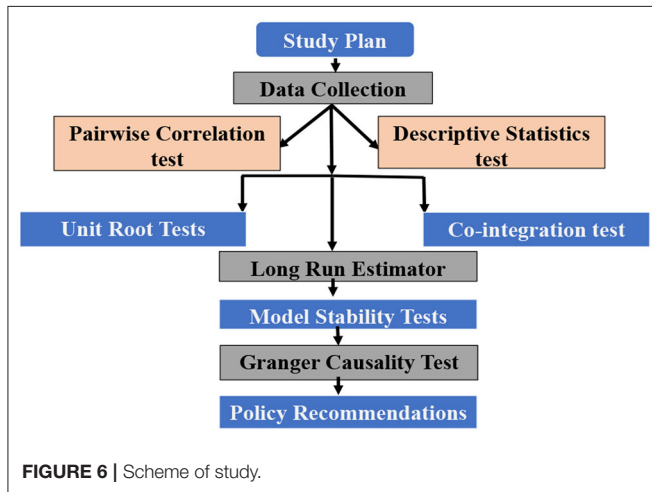 Study Plan
Data Collection
Pairwise Correlation
test
Descriptive Statistics
test
Unit Root Tests
Co-integration test
Long Run Estimator
Model Stability Tests
Granger Causality Test
Policy Recommendations
FIGURE 6 | Scheme of study.